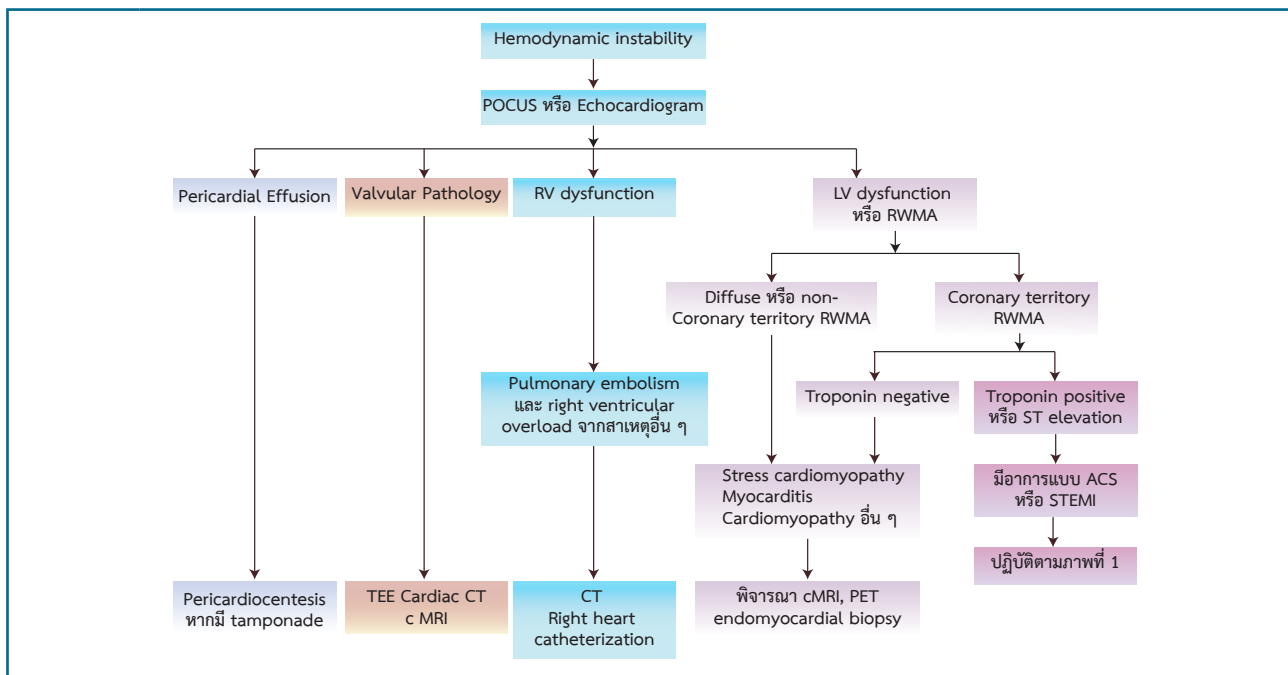 Hemodynamic instability
POCUS หรือ Echocardiogram
Pericardial Effusion
Valvular Pathology
RV dysfunction
LV dysfunction
หรือ RWMA
Diffuse หรือ non-
Coronary territory RWMA
Coronary territory
RWMA
Pulmonary embolism
และ right ventricular
overload จากสาเหตุอื่น ๆ
Troponin negative
Troponin positive
หรือ ST elevation
Stress cardiomyopathy
Myocarditis
Cardiomyopathy อื่น ๆ
มีอาการแบบ ACS
หรือ STEMI
ปฏิบัติตามภาพที่ 1
Pericardiocentesis
หากมี tamponade
TEE Cardiac CT
c MRI
CT
Right heart
catheterization
พิจารณา cMRI, PET
endomyocardial biopsy